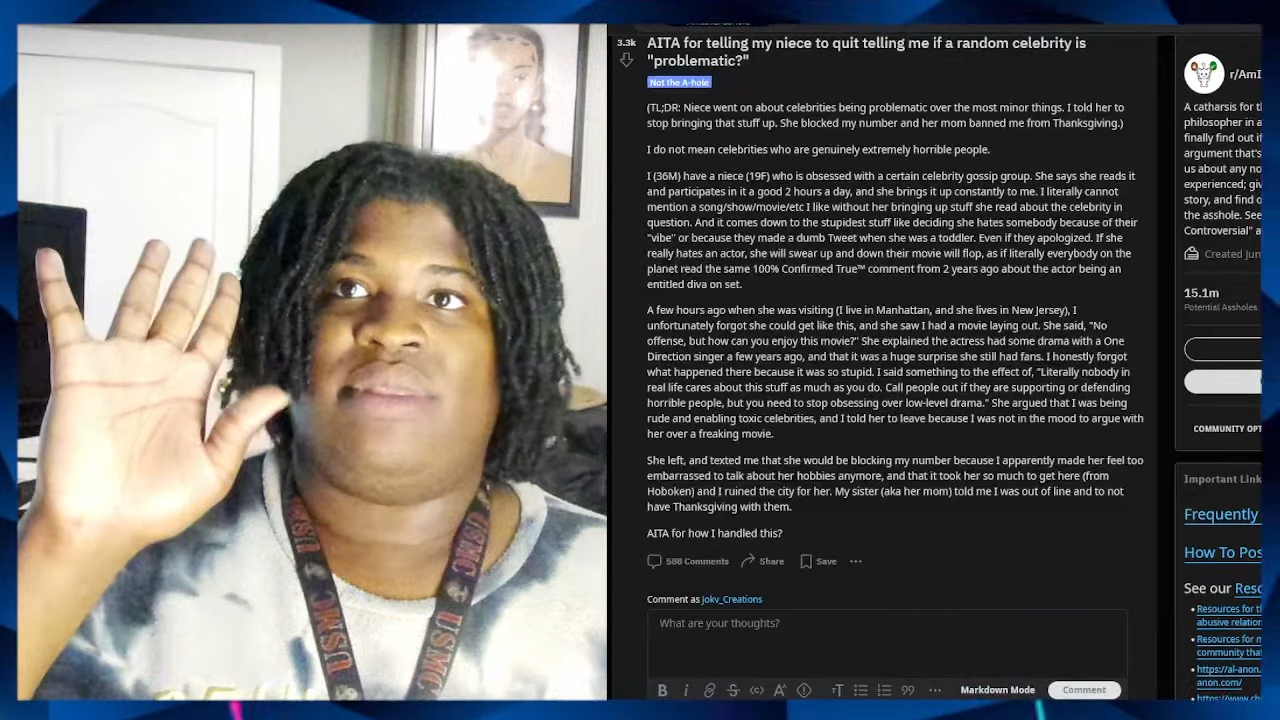 3.3k
AITA for telling my niece to quit telling me if a random celebrity is
"problematic?"
Not the A-hole
(TL;DR: Niece went on about celebrities being problematic over the most minor things. I told her to
stop bringing that stuff up. She blocked my number and her mom banned me from Thanksgiving.)
I do not mean celebrities who are genuinely extremely horrible people.
I (36M) have a niece (19F) who is obsessed with a certain celebrity gossip group. She says she reads it
and participates in it a good 2 hours a day, and she brings it up constantly to me. I literally cannot
mention a song/show/movie/etc I like without her bringing up stuff she read about the celebrity in
question. And it comes down to the stupidest stuff like deciding she hates somebody because of their
"vibe" or because they made a dumb Tweet when she was a toddler. Even if they apologized. If she
really hates an actor, she will swear up and down their movie will flop, as if literally everybody on the
planet read the same 100% Confirmed True™ comment from 2 years ago about the actor being an
entitled diva on set.
A few hours ago when she was visiting (I live in Manhattan, and she lives in New Jersey), I
unfortunately forgot she could get like this, and she saw I had a movie laying out. She said, "No
offense, but how can you enjoy this movie?" She explained the actress had some drama with a One
Direction singer a few years ago, and that it was a huge surprise she still had fans. I honestly forgot
what happened there because it was so stupid. I said something to the effect of, "Literally nobody in
real life cares about this stuff as much as you do. Call people out if they are supporting or defending
horrible people, but you need to stop obsessing over low-level drama." She argued that I was being
rude and enabling toxic celebrities, and I told her to leave because I was not in the mood to argue with
her over a freaking movie.
She left, and texted me that she would be blocking my number because I apparently made her feel too
embarrassed to talk about her hobbies anymore, and that it took her so much to get here (from
Hoboken) and I ruined the city for her. My sister (aka her mom) told me I was out of line and to not
have Thanksgiving with them.
AITA for how I handled this?
588 Comments Share Save
Comment as Jokv_Creations
What are your thoughts?
B i Markdown Mode Comment
r/AmI
A catharsis for t
philosopher in a
finally find out if
argument that's
us about any no
experienced; giv
story, and find o
the asshole. See
Controversial" a
Created Jun
15.1m
Potential Assholes
COMMUNITY OPT
Important Link
Frequently
How To Pos
See our Reso
Resources for t
abusive relation
Resources for m
community that
https://al-anon.
anon.com/
https://www.ch
USMC
USMC
USMC